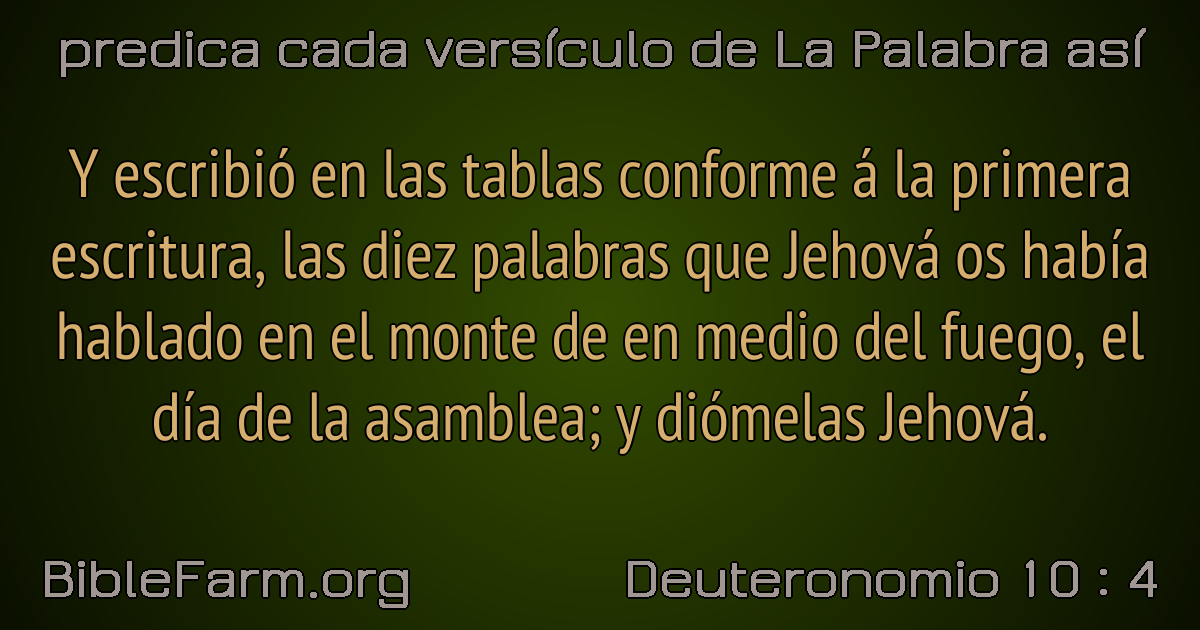 predica cada versículo de La Palabra así
Y escribió en las tablas conforme á la primera
escritura, las diez palabras que Jehová os había
hablado en el monte de en medio del fuego, el
día de la asamblea; y diómelas Jehová.
BibleFarm.org
Deuteronomio 10 : 4